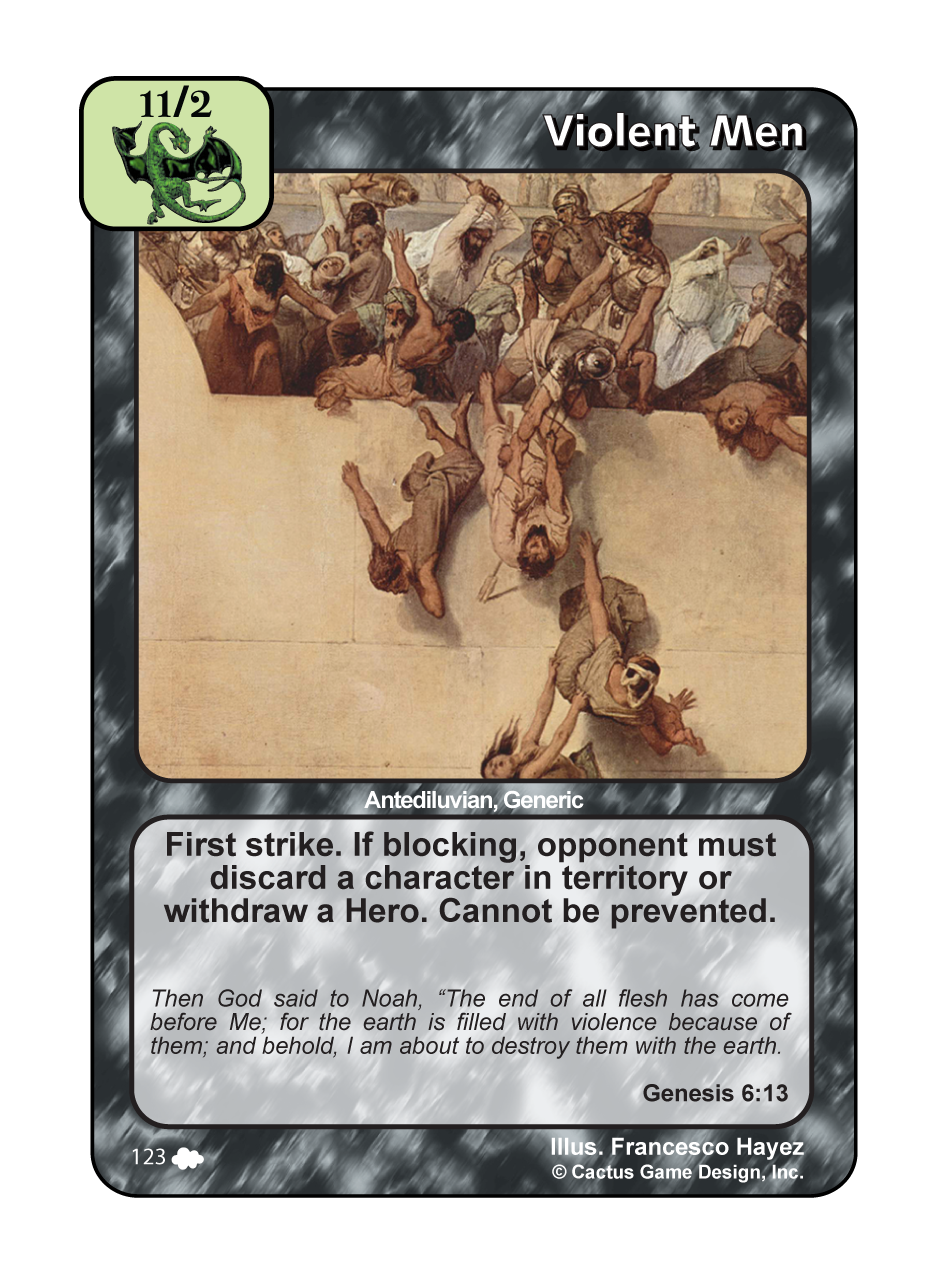 11/2
Violent Men
Antediluvian, Generic
First strike. If blocking, opponent must
discard a character in territory or
withdraw a Hero. Cannot be prevented.
Then God said to Noah, “The end of all flesh has come
before Me; for the earth is filled with violence because of
them; and behold, I am about to destroy them with the earth.
Genesis 6:13
123
Illus. Francesco Hayez
© Cactus Game Design, Inc.